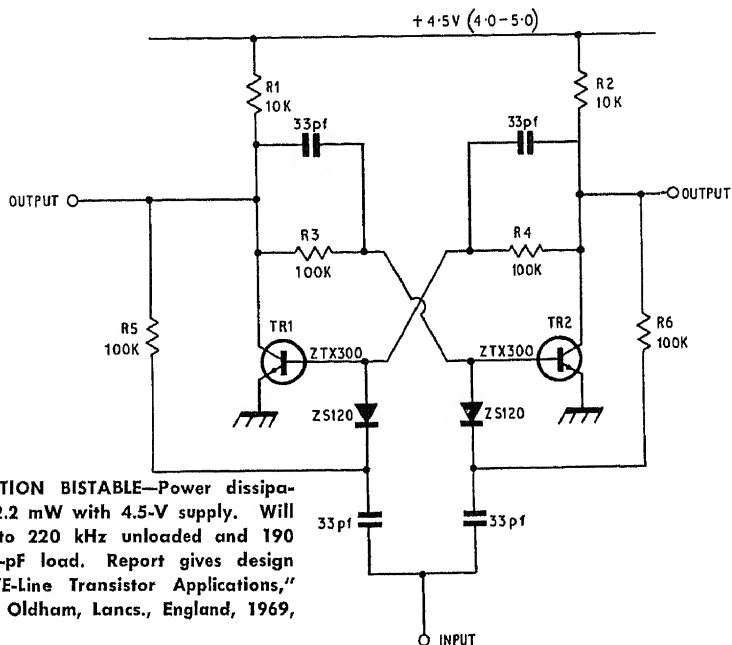 + 4·5V (4·0-5·0)
R1
10K
R2
10K
33pf
33pf
OUTPUT
OUTPUT
R3
100K
R4
100K
R5
100K
TR1
ZTX300
ZTX300
TR2
R6
100K
ZS120
ZS120
TION BISTABLE—Power dissipa-
2.2 mW with 4.5-V supply. Will
to 220 kHz unloaded and 190
-pF load. Report gives design
E-Line Transistor Applications,"
Oldham, Lancs., England, 1969,
33pf
33pf
INPUT